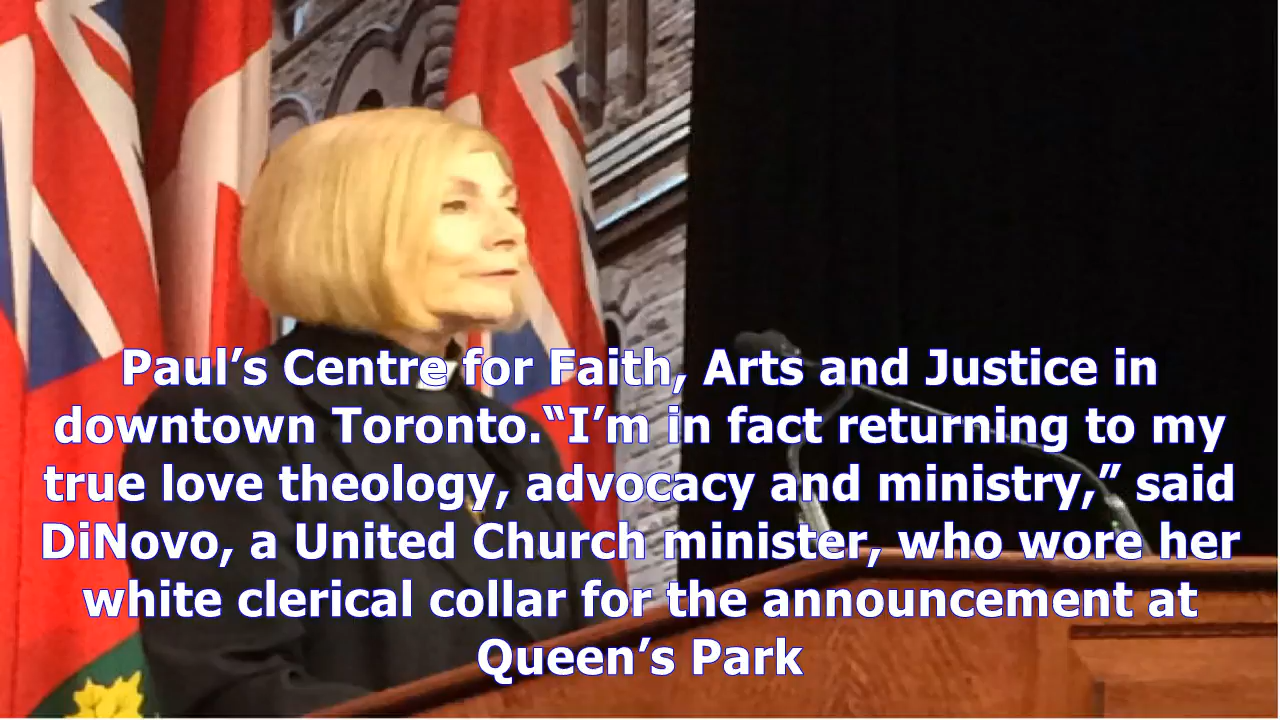 Paul’s Centre for Faith, Arts and Justice in
downtown Toronto.“I’m in fact returning to my
true love theology, advocacy and ministry,” said
DiNovo, a United Church minister, who wore her
white clerical collar for the announcement at
Queen’s Park